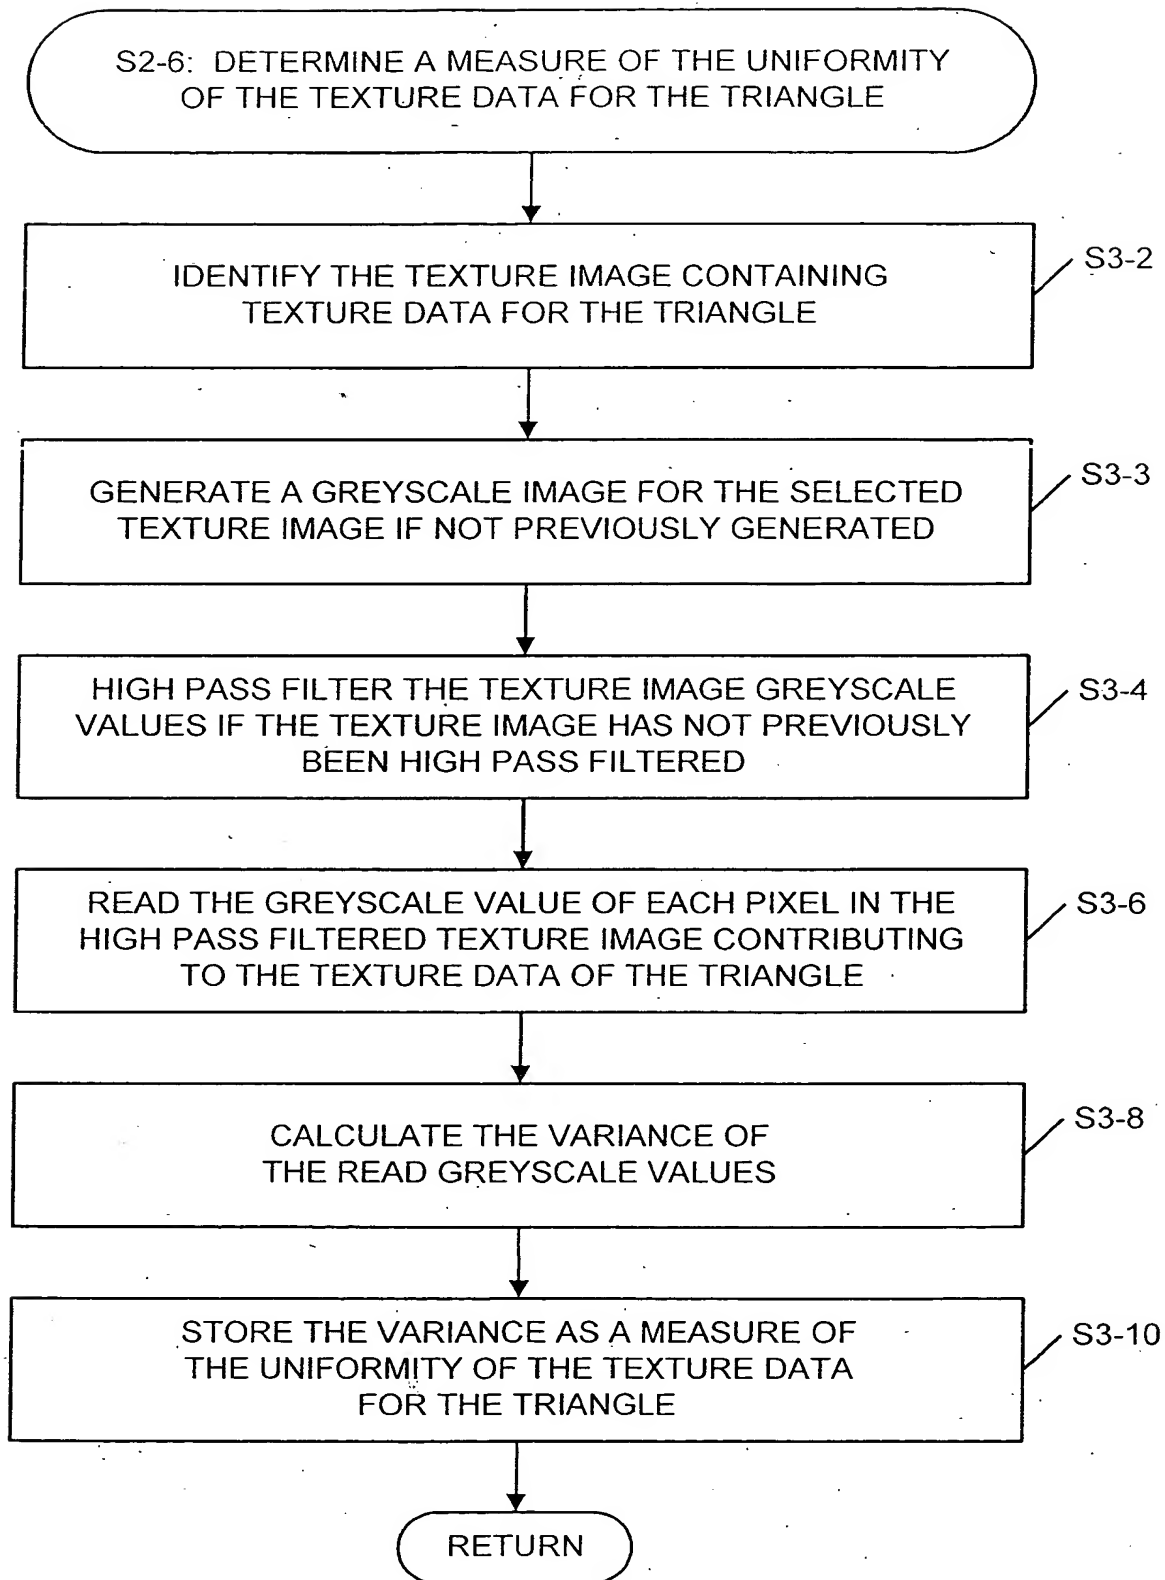 S2-6: DETERMINE A MEASURE OF THE UNIFORMITY
OF THE TEXTURE DATA FOR THE TRIANGLE
IDENTIFY THE TEXTURE IMAGE CONTAINING
TEXTURE DATA FOR THE TRIANGLE
S3-2
GENERATE A GREYSCALE IMAGE FOR THE SELECTED
TEXTURE IMAGE IF NOT PREVIOUSLY GENERATED
S3-3
HIGH PASS FILTER THE TEXTURE IMAGE GREYSCALE
VALUES IF THE TEXTURE IMAGE HAS NOT PREVIOUSLY
BEEN HIGH PASS FILTERED
S3-4
READ THE GREYSCALE VALUE OF EACH PIXEL IN THE
HIGH PASS FILTERED TEXTURE IMAGE CONTRIBUTING
TO THE TEXTURE DATA OF THE TRIANGLE
S3-6
CALCULATE THE VARIANCE OF
THE READ GREYSCALE VALUES
S3-8
STORE THE VARIANCE AS A MEASURE OF
THE UNIFORMITY OF THE TEXTURE DATA
FOR THE TRIANGLE
S3-10
RETURN